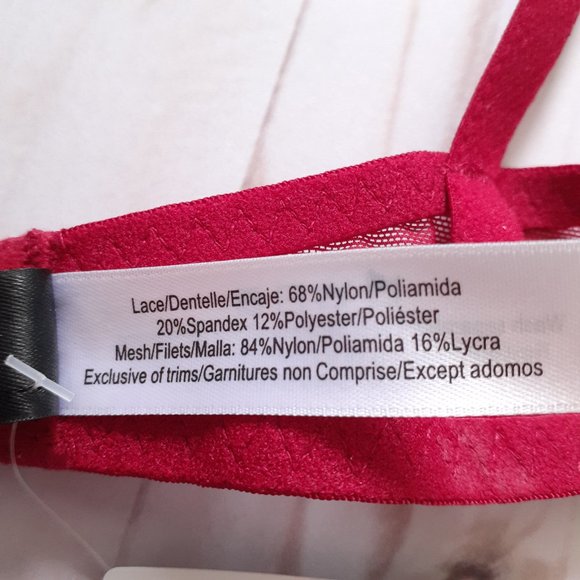 Lace/Dentelle/Encaje: 68%Nylon/Poliamida
20%Spandex 12%Polyester/Poliéster
Mesh/Filets/Malla: 84%Nylon/Poliamida 16%Lycra
Exclusive of trims/Garnitures non Comprise/Except adomos